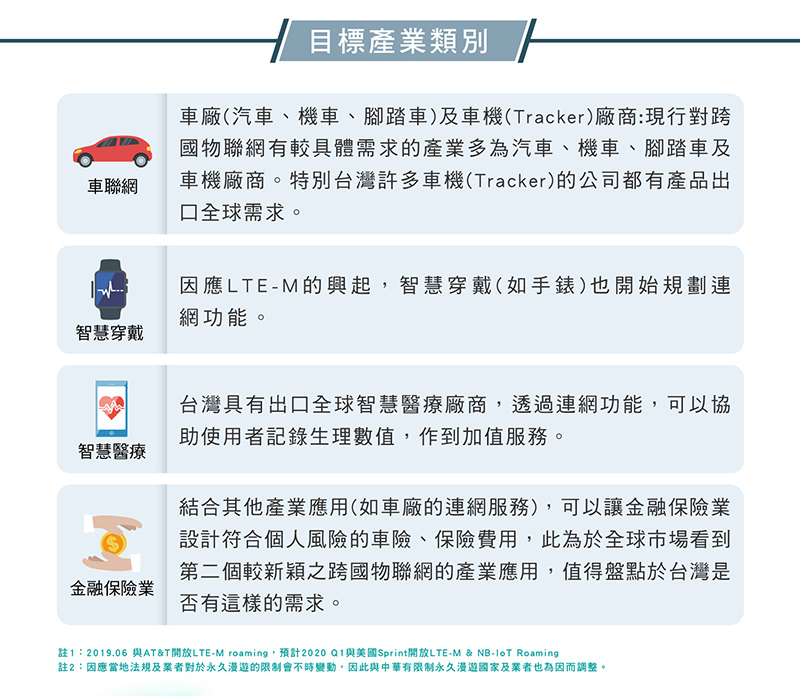 目標產業類別
車廠(汽車、機車、腳踏車)及車機(Tracker)廠商:現行對跨
國物聯網有較具體需求的產業多為汽車、機車、腳踏車及
車機廠商。特別台灣許多車機(Tracker)的公司都有產品出
口全球需求。
車聯網
因應LTE-M的興起，智慧穿戴(如手錶)也開始規劃連
網功能。
智慧穿戴
台灣具有出口全球智慧醫療廠商，透過連網功能，可以協
助使用者記錄生理數值，作到加值服務。
智慧醫療
結合其他產業應用(如車廠的連網服務)，可以讓金融保險業
設計符合個人風險的車險、保險費用，此為於全球市場看到
第二個較新穎之跨國物聯網的產業應用，值得盤點於台灣是
否有這樣的需求。
金融保險業
註1：2019.06 與AT&T開放LTE-M roaming，預計2020 Q1與美國Sprint開放LTE-M & NB-IoT Roaming
註2：因應當地法規及業者對於永久漫遊的限制會不時變動，因此與中華有限制永久漫遊國家及業者也為因而調整。